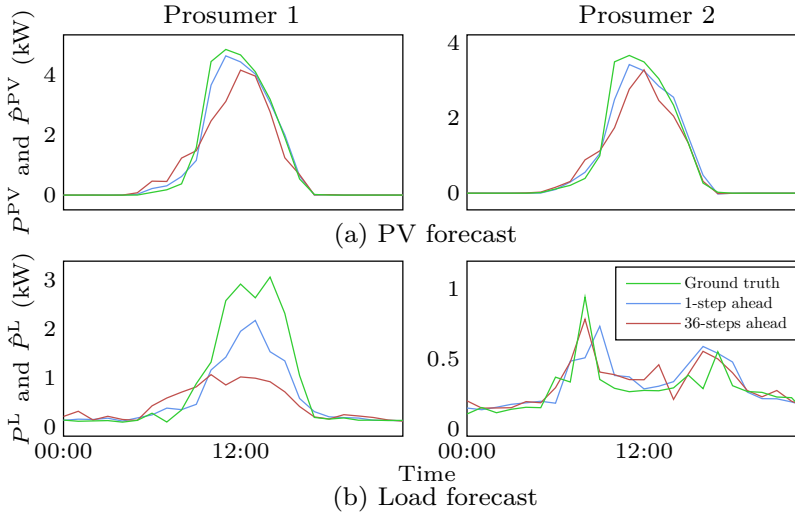 Prosumer 1
Prosumer 2
P^PV and P̂^PV (kW)
4
2
0
4
2
0
(a) PV forecast
P^L and P̂^L (kW)
3
2
1
0
1
0.5
0
Ground truth
1-step ahead
36-steps ahead
00:00
12:00
00:00
12:00
Time
(b) Load forecast